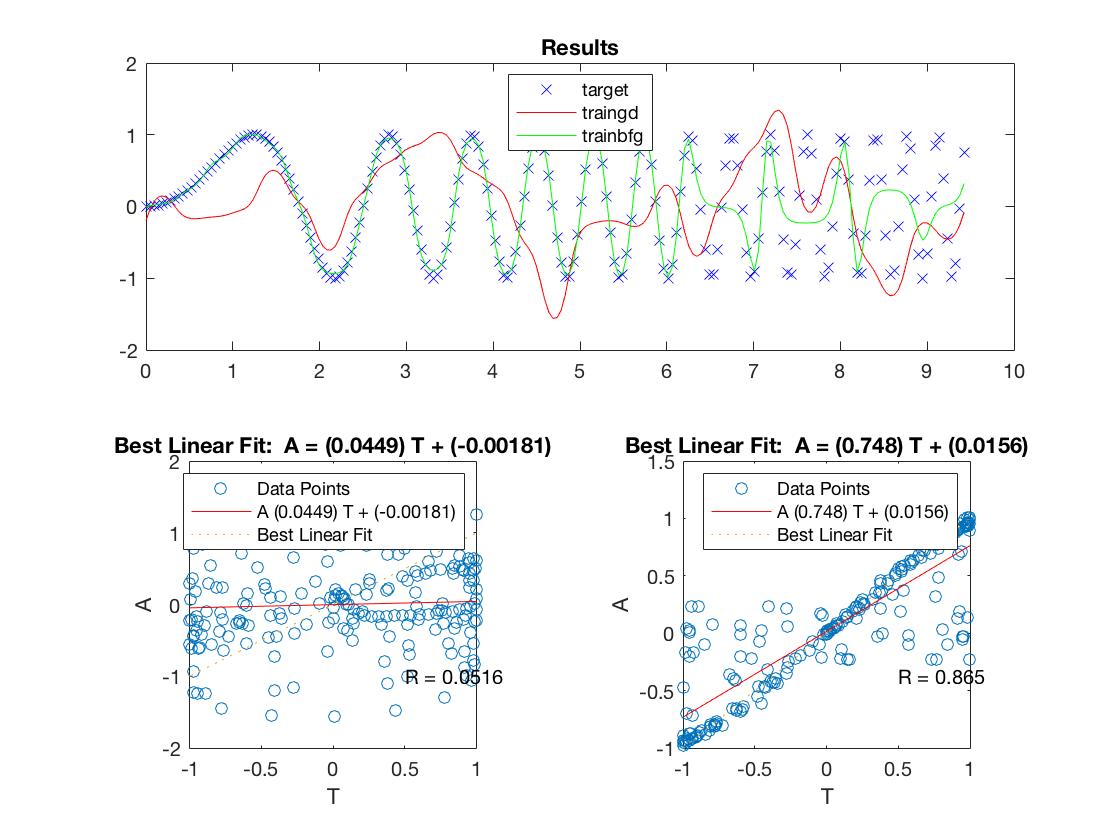 Results
2
1
0
-1
-2
0 1 2 3 4 5 6 7 8 9 10
target
traingd
trainbfg
Best Linear Fit: A = (0.0449) T + (-0.00181)
2
1
0
-1
-2
A
Data Points
A (0.0449) T + (-0.00181)
Best Linear Fit
R = 0.0516
-1 -0.5 0 0.5 1
T
Best Linear Fit: A = (0.748) T + (0.0156)
1.5
1
0.5
0
-0.5
-1
A
Data Points
A (0.748) T + (0.0156)
Best Linear Fit
R = 0.865
-1 -0.5 0 0.5 1
T